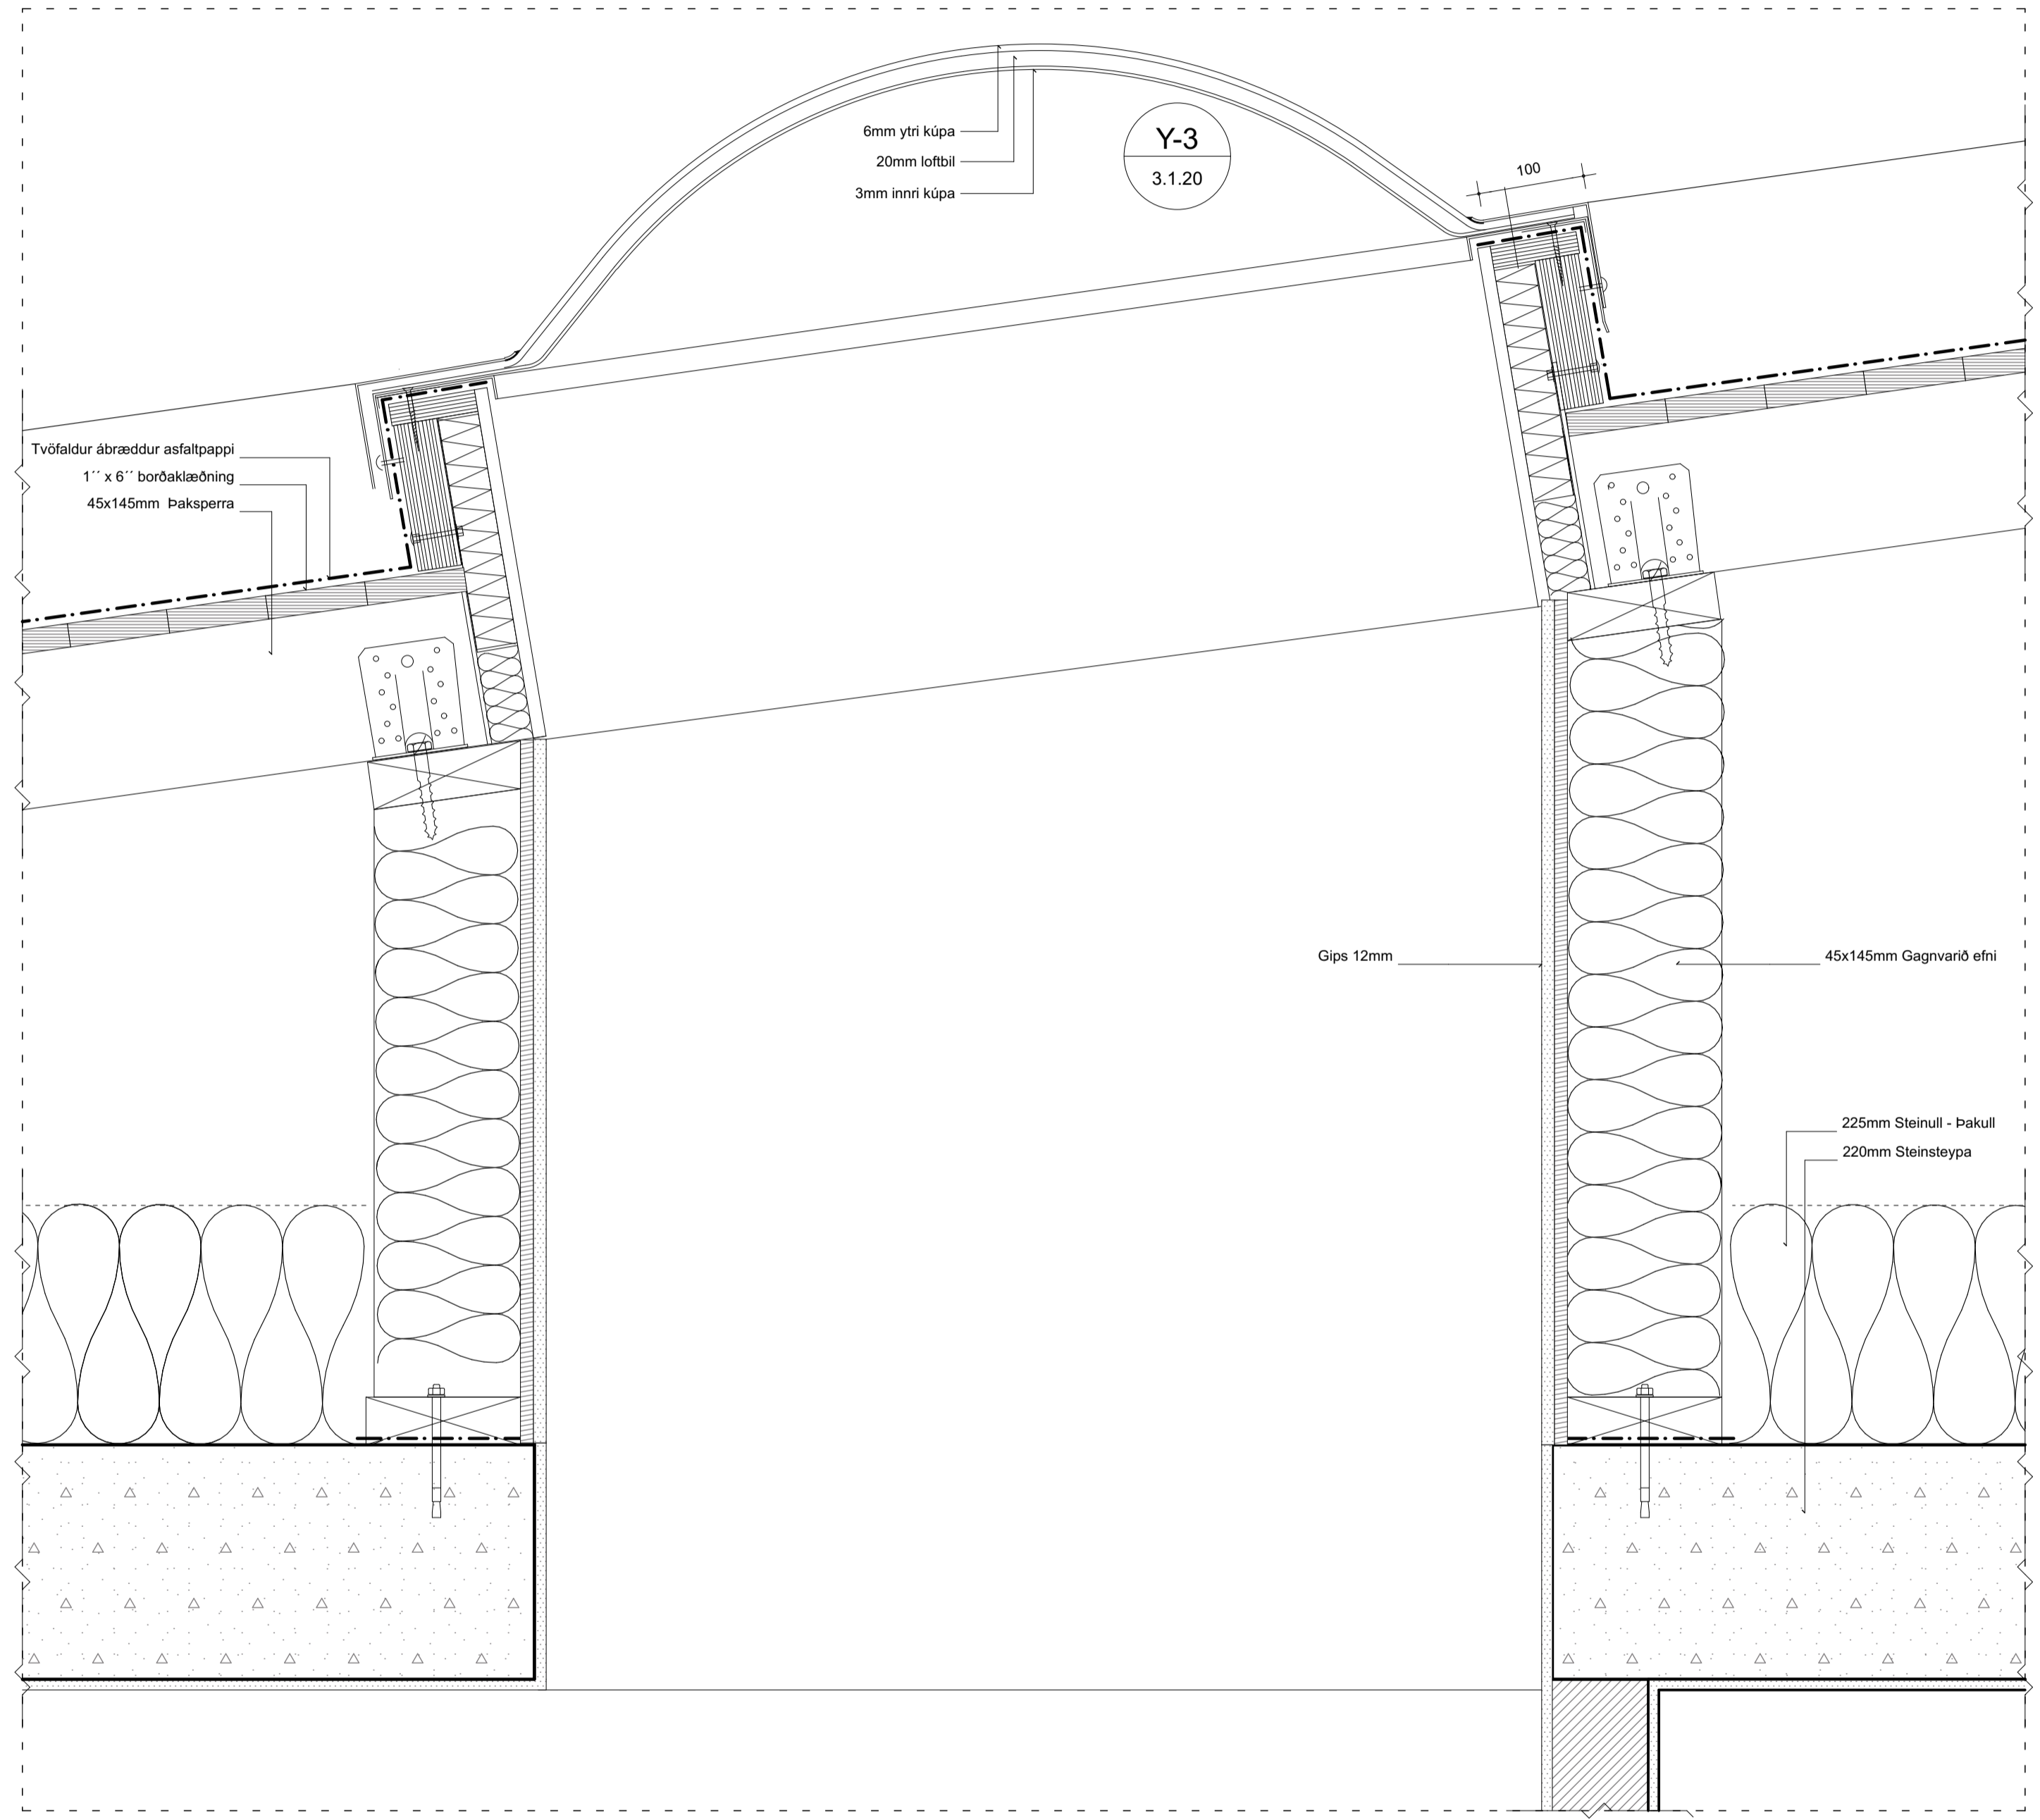 6mm ytri kúpa
20mm loftbil
3mm innri kúpa
Y-3
3.1.20
100
Tvöfaldur ábræddur asfaltpappi
1´´ x 6´´ borðaklæðning
45x145mm Þaksperra
Gips 12mm
45x145mm Gagnvarið efni
225mm Steinull - Þakull
220mm Steinsteypa